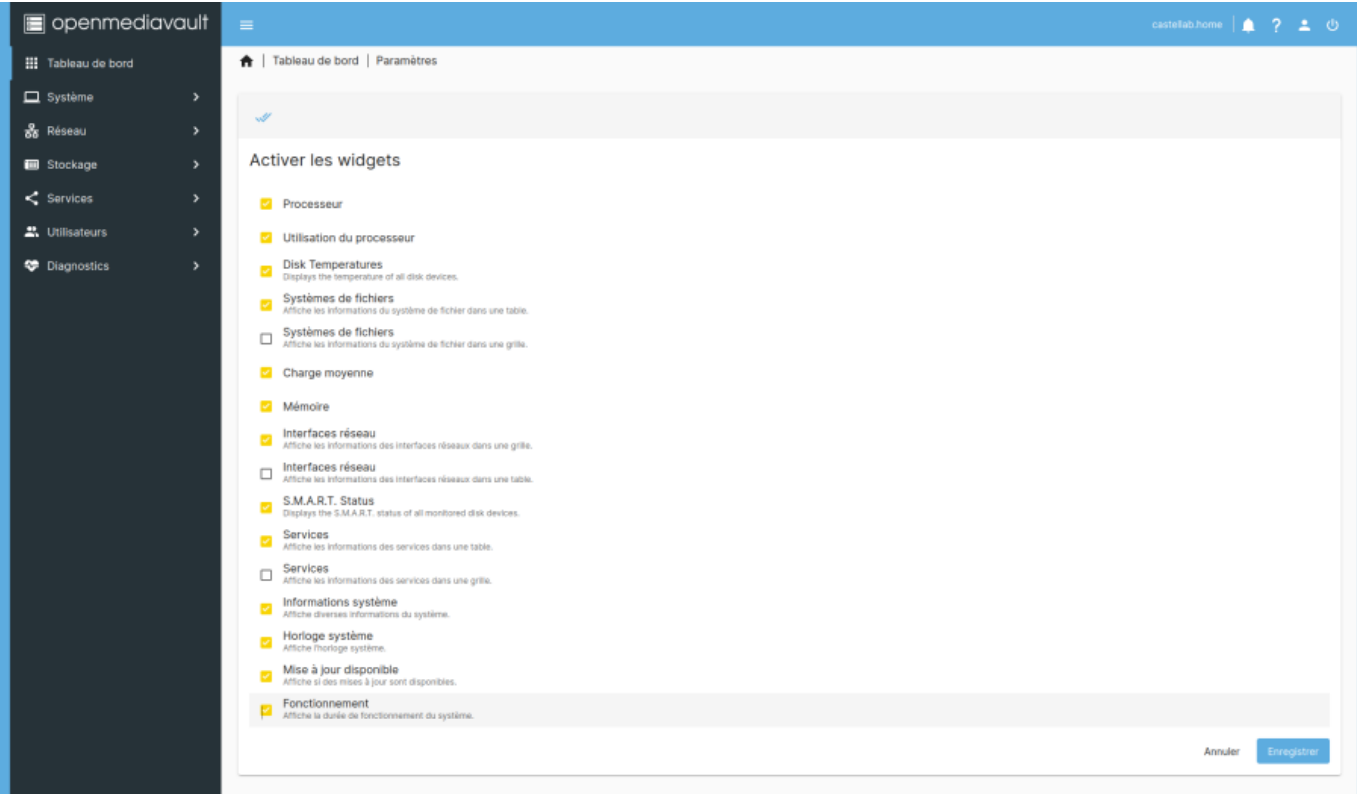 openmediavault
castellab.home
Tableau de bord
Système
Réseau
Stockage
Services
Utilisateurs
Diagnostics
Tableau de bord | Paramètres
Activer les widgets
Processeur
Utilisation du processeur
Disk Temperatures
Displays the temperature of all disk devices.
Systèmes de fichiers
Affiche les informations du système de fichier dans une table.
Systèmes de fichiers
Affiche les informations du système de fichier dans une grille.
Charge moyenne
Mémoire
Interfaces réseau
Affiche les informations des interfaces réseaux dans une grille.
Interfaces réseau
Affiche les informations des interfaces réseaux dans une table.
S.M.A.R.T. Status
Displays the S.M.A.R.T. status of all monitored disk devices.
Services
Affiche les informations des services dans une table.
Services
Affiche les informations des services dans une grille.
Informations système
Affiche diverses informations du système.
Horloge système
Affiche l'horloge système.
Mise à jour disponible
Affiche si des mises à jour sont disponibles.
Fonctionnement
Affiche la durée de fonctionnement du système.
Annuler
Enregistrer